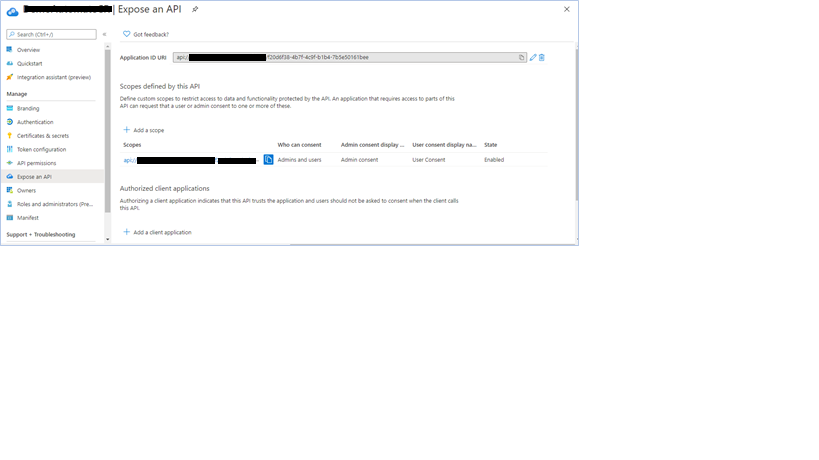 | Expose an API
Search (Ctrl+/)
Got feedback?
Overview
Quickstart
Integration assistant (preview)
Manage
Branding
Authentication
Certificates & secrets
Token configuration
API permissions
Expose an API
Owners
Roles and administrators (Pre...
Manifest
Support + Troubleshooting
Application ID URI
api:/ /f20d6f38-4b7f-4c9f-b1b4-7b5e50161bee
Scopes defined by this API
Define custom scopes to restrict access to data and functionality protected by the API. An application that requires access to parts of this
API can request that a user or admin consent to one or more of these.
Add a scope
Scopes Who can consent Admin consent display ... User consent display na... State
api:/ Admins and users Admin consent User Consent Enabled
Authorized client applications
Authorizing a client application indicates that this API trusts the application and users should not be asked to consent when the client calls
this API.
Add a client application